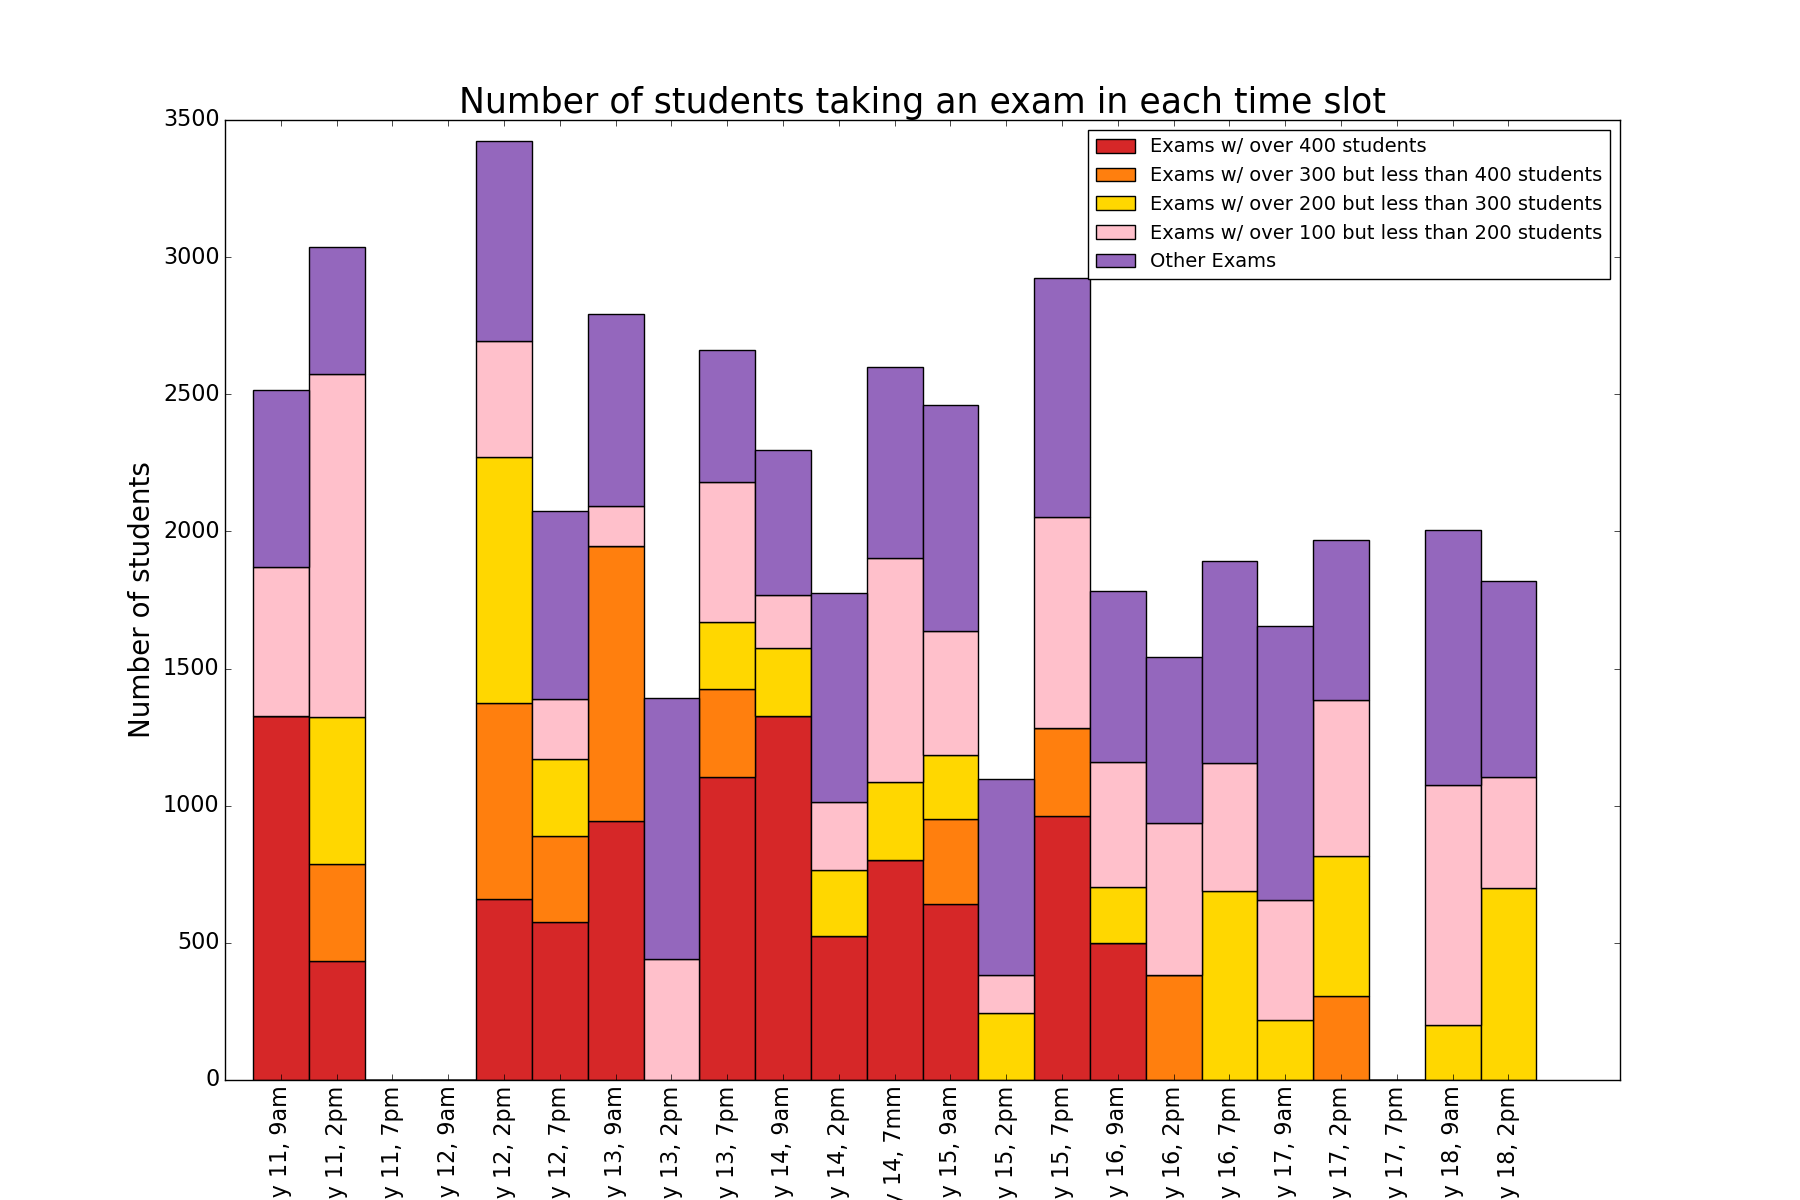 Number of students taking an exam in each time slot
3500
3000
2500
2000
1500
1000
500
0
Number of students
Exams w/ over 400 students
Exams w/ over 300 but less than 400 students
Exams w/ over 200 but less than 300 students
Exams w/ over 100 but less than 200 students
Other Exams
y 11, 9am
y 11, 2pm
y 11, 7pm
y 12, 9am
y 12, 2pm
y 12, 7pm
y 13, 9am
y 13, 2pm
y 13, 7pm
y 14, 9am
y 14, 2pm
y 14, 7mm
y 15, 9am
y 15, 2pm
y 15, 7pm
y 16, 9am
y 16, 2pm
y 16, 7pm
y 17, 9am
y 17, 2pm
y 17, 7pm
y 18, 9am
y 18, 2pm